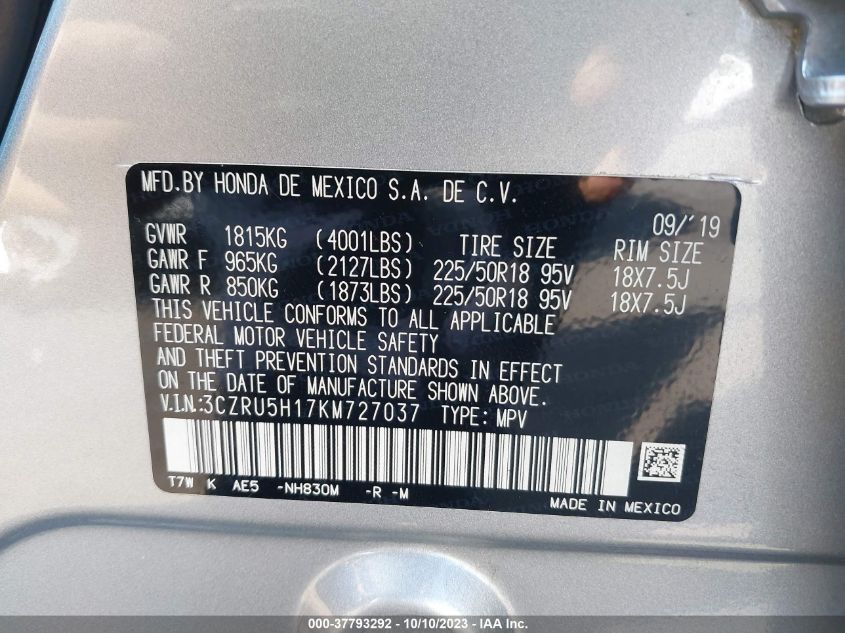 MFD.BY HONDA DE MEXICO S.A. DE C.V.
09/'19
GVWR 1815KG (4001LBS) TIRE SIZE RIM SIZE
GAWR F 965KG (2127LBS) 225/50R18 95V 18X7.5J
GAWR R 850KG (1873LBS) 225/50R18 95V 18X7.5J
THIS VEHICLE CONFORMS TO ALL APPLICABLE
FEDERAL MOTOR VEHICLE SAFETY
AND THEFT PREVENTION STANDARDS IN EFFECT
ON THE DATE OF MANUFACTURE SHOWN ABOVE.
V.I.N.:3CZRU5H17KM727037 TYPE: MPV
T7W K AE5 -NH830M -R -M
MADE IN MEXICO
000-37793292 - 10/10/2023 - IAA Inc.